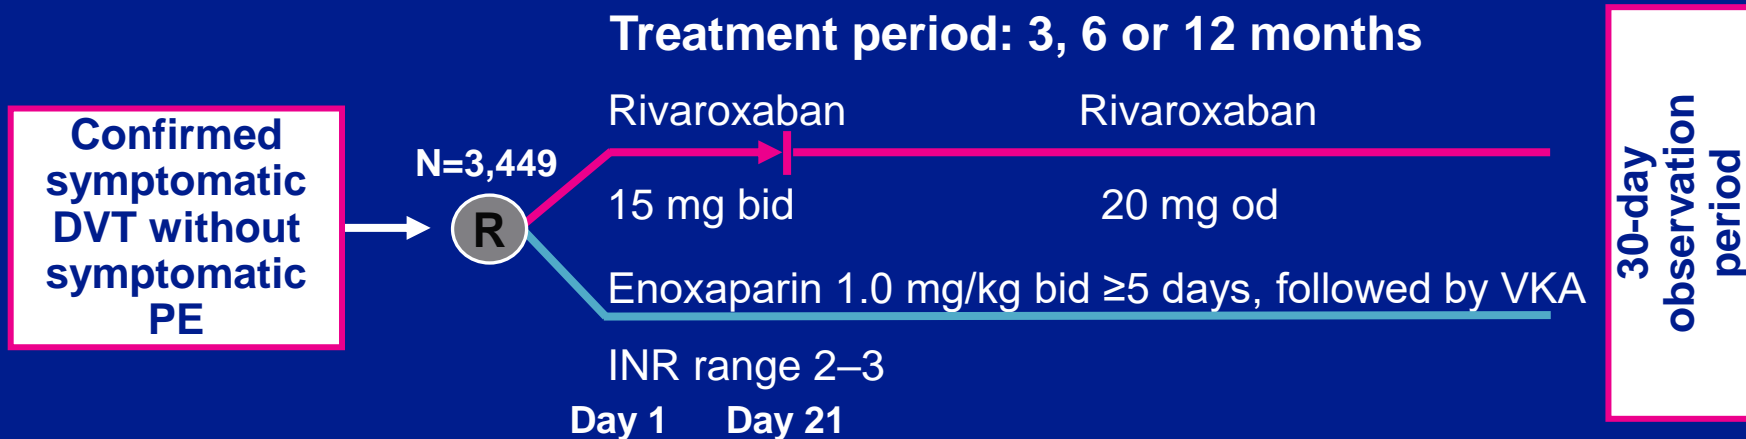 Treatment period: 3, 6 or 12 months
Confirmed
symptomatic
DVT without
symptomatic
PE
N=3,449
R
Rivaroxaban
Rivaroxaban
15 mg bid
20 mg od
Enoxaparin 1.0 mg/kg bid ≥5 days, followed by VKA
INR range 2–3
Day 1
Day 21
30-day
observation
period